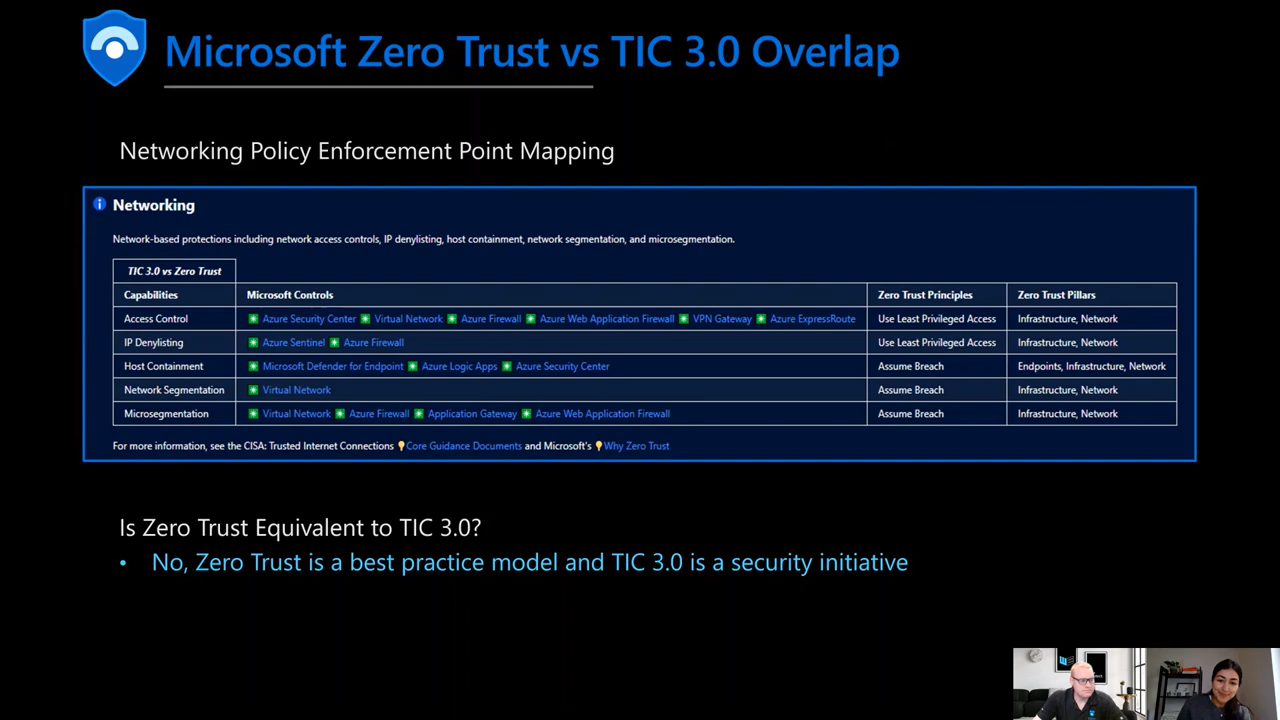 Microsoft Zero Trust vs TIC 3.0 Overlap
Networking Policy Enforcement Point Mapping
Networking
Network-based protections including network access controls, IP denylisting, host containment, network segmentation, and microsegmentation.
TIC 3.0 vs Zero Trust
Capabilities Microsoft Controls Zero Trust Principles Zero Trust Pillars
Access Control Azure Security Center Virtual Network Azure Firewall Azure Web Application Firewall VPN Gateway Azure ExpressRoute Use Least Privileged Access Infrastructure, Network
IP Denylisting Azure Sentinel Azure Firewall Use Least Privileged Access Infrastructure, Network
Host Containment Microsoft Defender for Endpoint Azure Logic Apps Azure Security Center Assume Breach Endpoints, Infrastructure, Network
Network Segmentation Virtual Network Assume Breach Infrastructure, Network
Microsegmentation Virtual Network Azure Firewall Application Gateway Azure Web Application Firewall Assume Breach Infrastructure, Network
For more information, see the CISA: Trusted Internet Connections Core Guidance Documents and Microsoft's Why Zero Trust
Is Zero Trust Equivalent to TIC 3.0?
• No, Zero Trust is a best practice model and TIC 3.0 is a security initiative